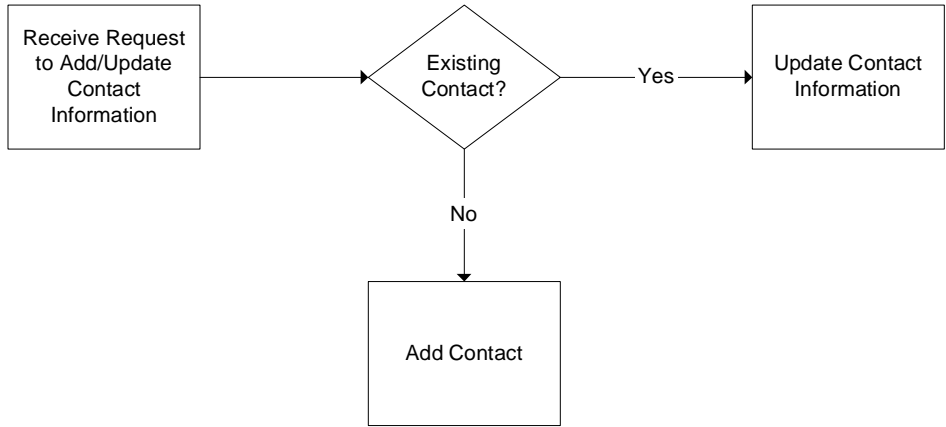 Receive Request
to Add/Update
Contact
Information
Existing
Contact?
Yes
Update Contact
Information
No
Add Contact